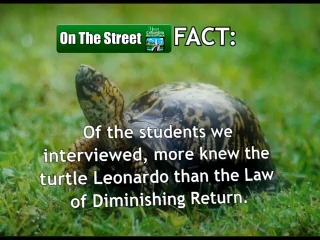 On The Street FACT:
Of the students we
interviewed, more knew the
turtle Leonardo than the Law
of Diminishing Return.